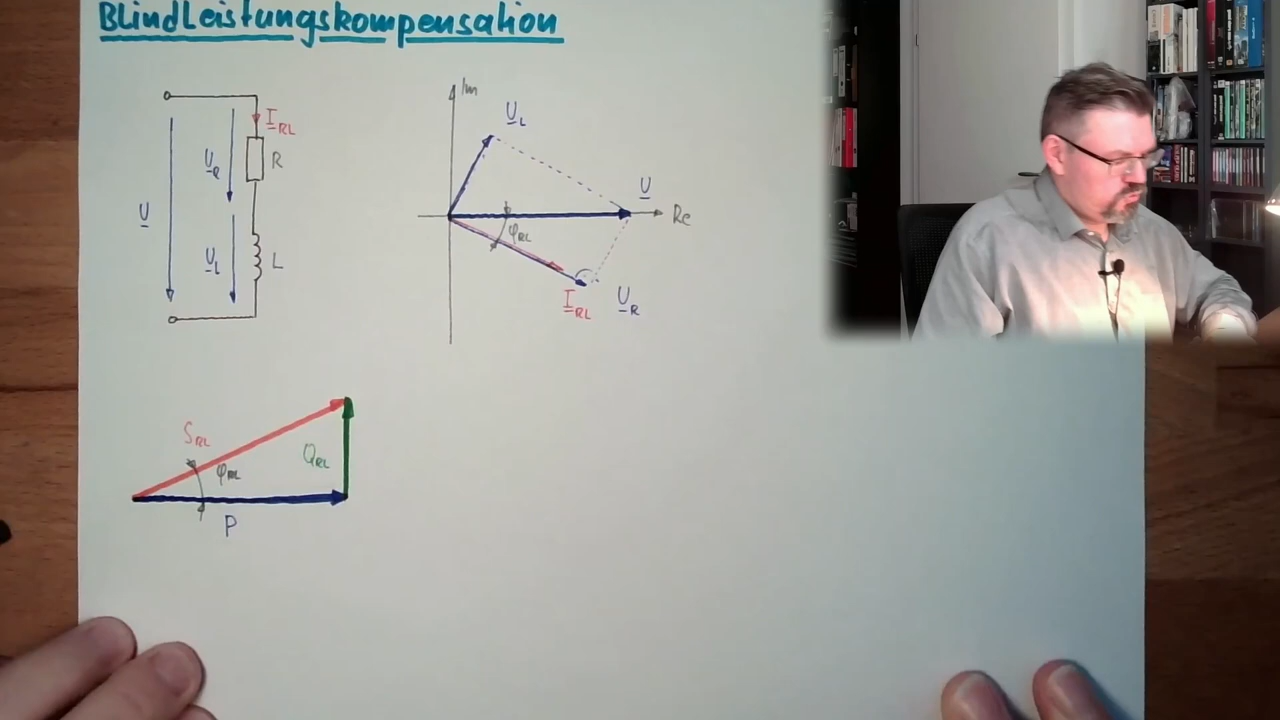 Blindleistungskompensation
Im
I_RL
U_L
U_R
R
U
U
Re
φ_RL
U_L
L
I_RL
U_R
S_RL
Q_RL
φ_RL
P